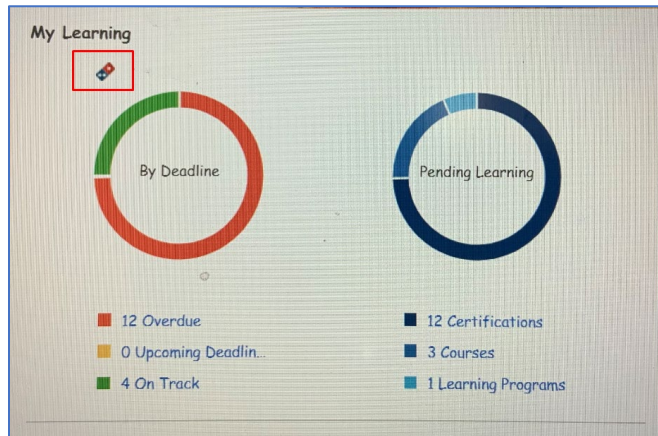 My Learning
By Deadline
12 Overdue
0 Upcoming Deadlin...
4 On Track
Pending Learning
12 Certifications
3 Courses
1 Learning Programs